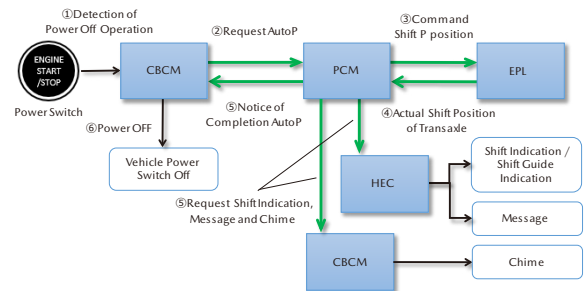 ①Detection of
Power Off Operation
②Request AutoP
③Command
Shift P position
ENGINE
START
/STOP
CBCM
PCM
EPL
Power Switch
⑤Notice of
Completion AutoP
④Actual Shift Position
of Transaxle
⑥Power OFF
Vehicle Power
Switch Off
Shift Indication /
Shift Guide
Indication
HEC
⑤Request Shift Indication,
Message and Chime
Message
CBCM
Chime